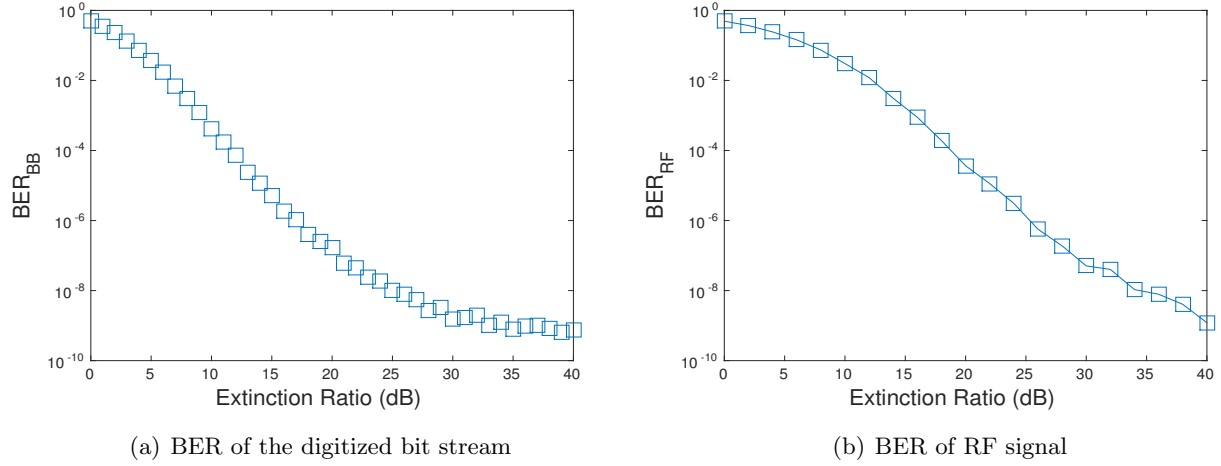 10^0
10^-2
10^-4
10^-6
10^-8
10^-10
BER_BB
0 5 10 15 20 25 30 35 40
Extinction Ratio (dB)
(a) BER of the digitized bit stream
10^0
10^-2
10^-4
10^-6
10^-8
10^-10
BER_RF
0 5 10 15 20 25 30 35 40
Extinction Ratio (dB)
(b) BER of RF signal